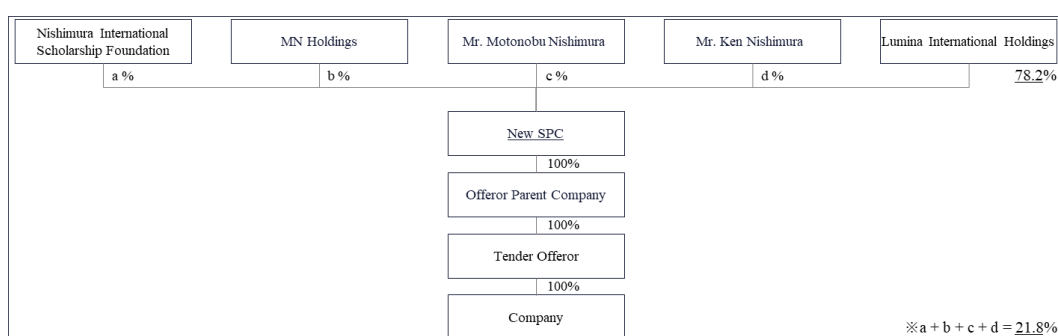 Nishimura International
Scholarship Foundation
MN Holdings
Mr. Motonobu Nishimura
Mr. Ken Nishimura
Lumina International Holdings
a %
b %
c %
d %
78.2%
New SPC
100%
Offeror Parent Company
100%
Tender Offeror
100%
Company
※a + b + c + d = 21.8%